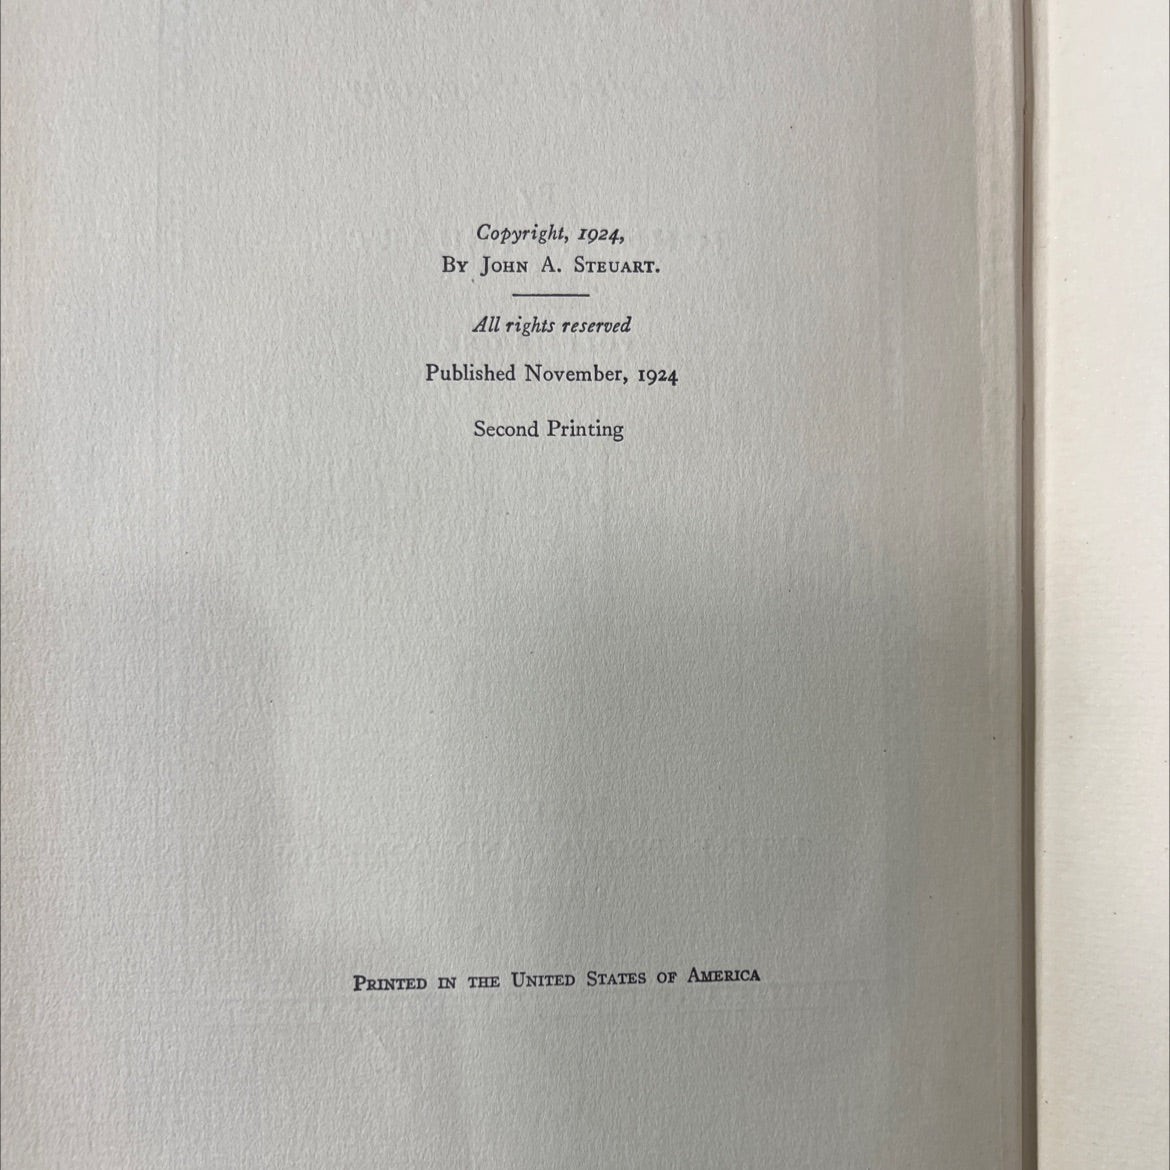 Copyright, 1924,
By John A. Steuart.
All rights reserved
Published November, 1924
Second Printing
Printed in the United States of America